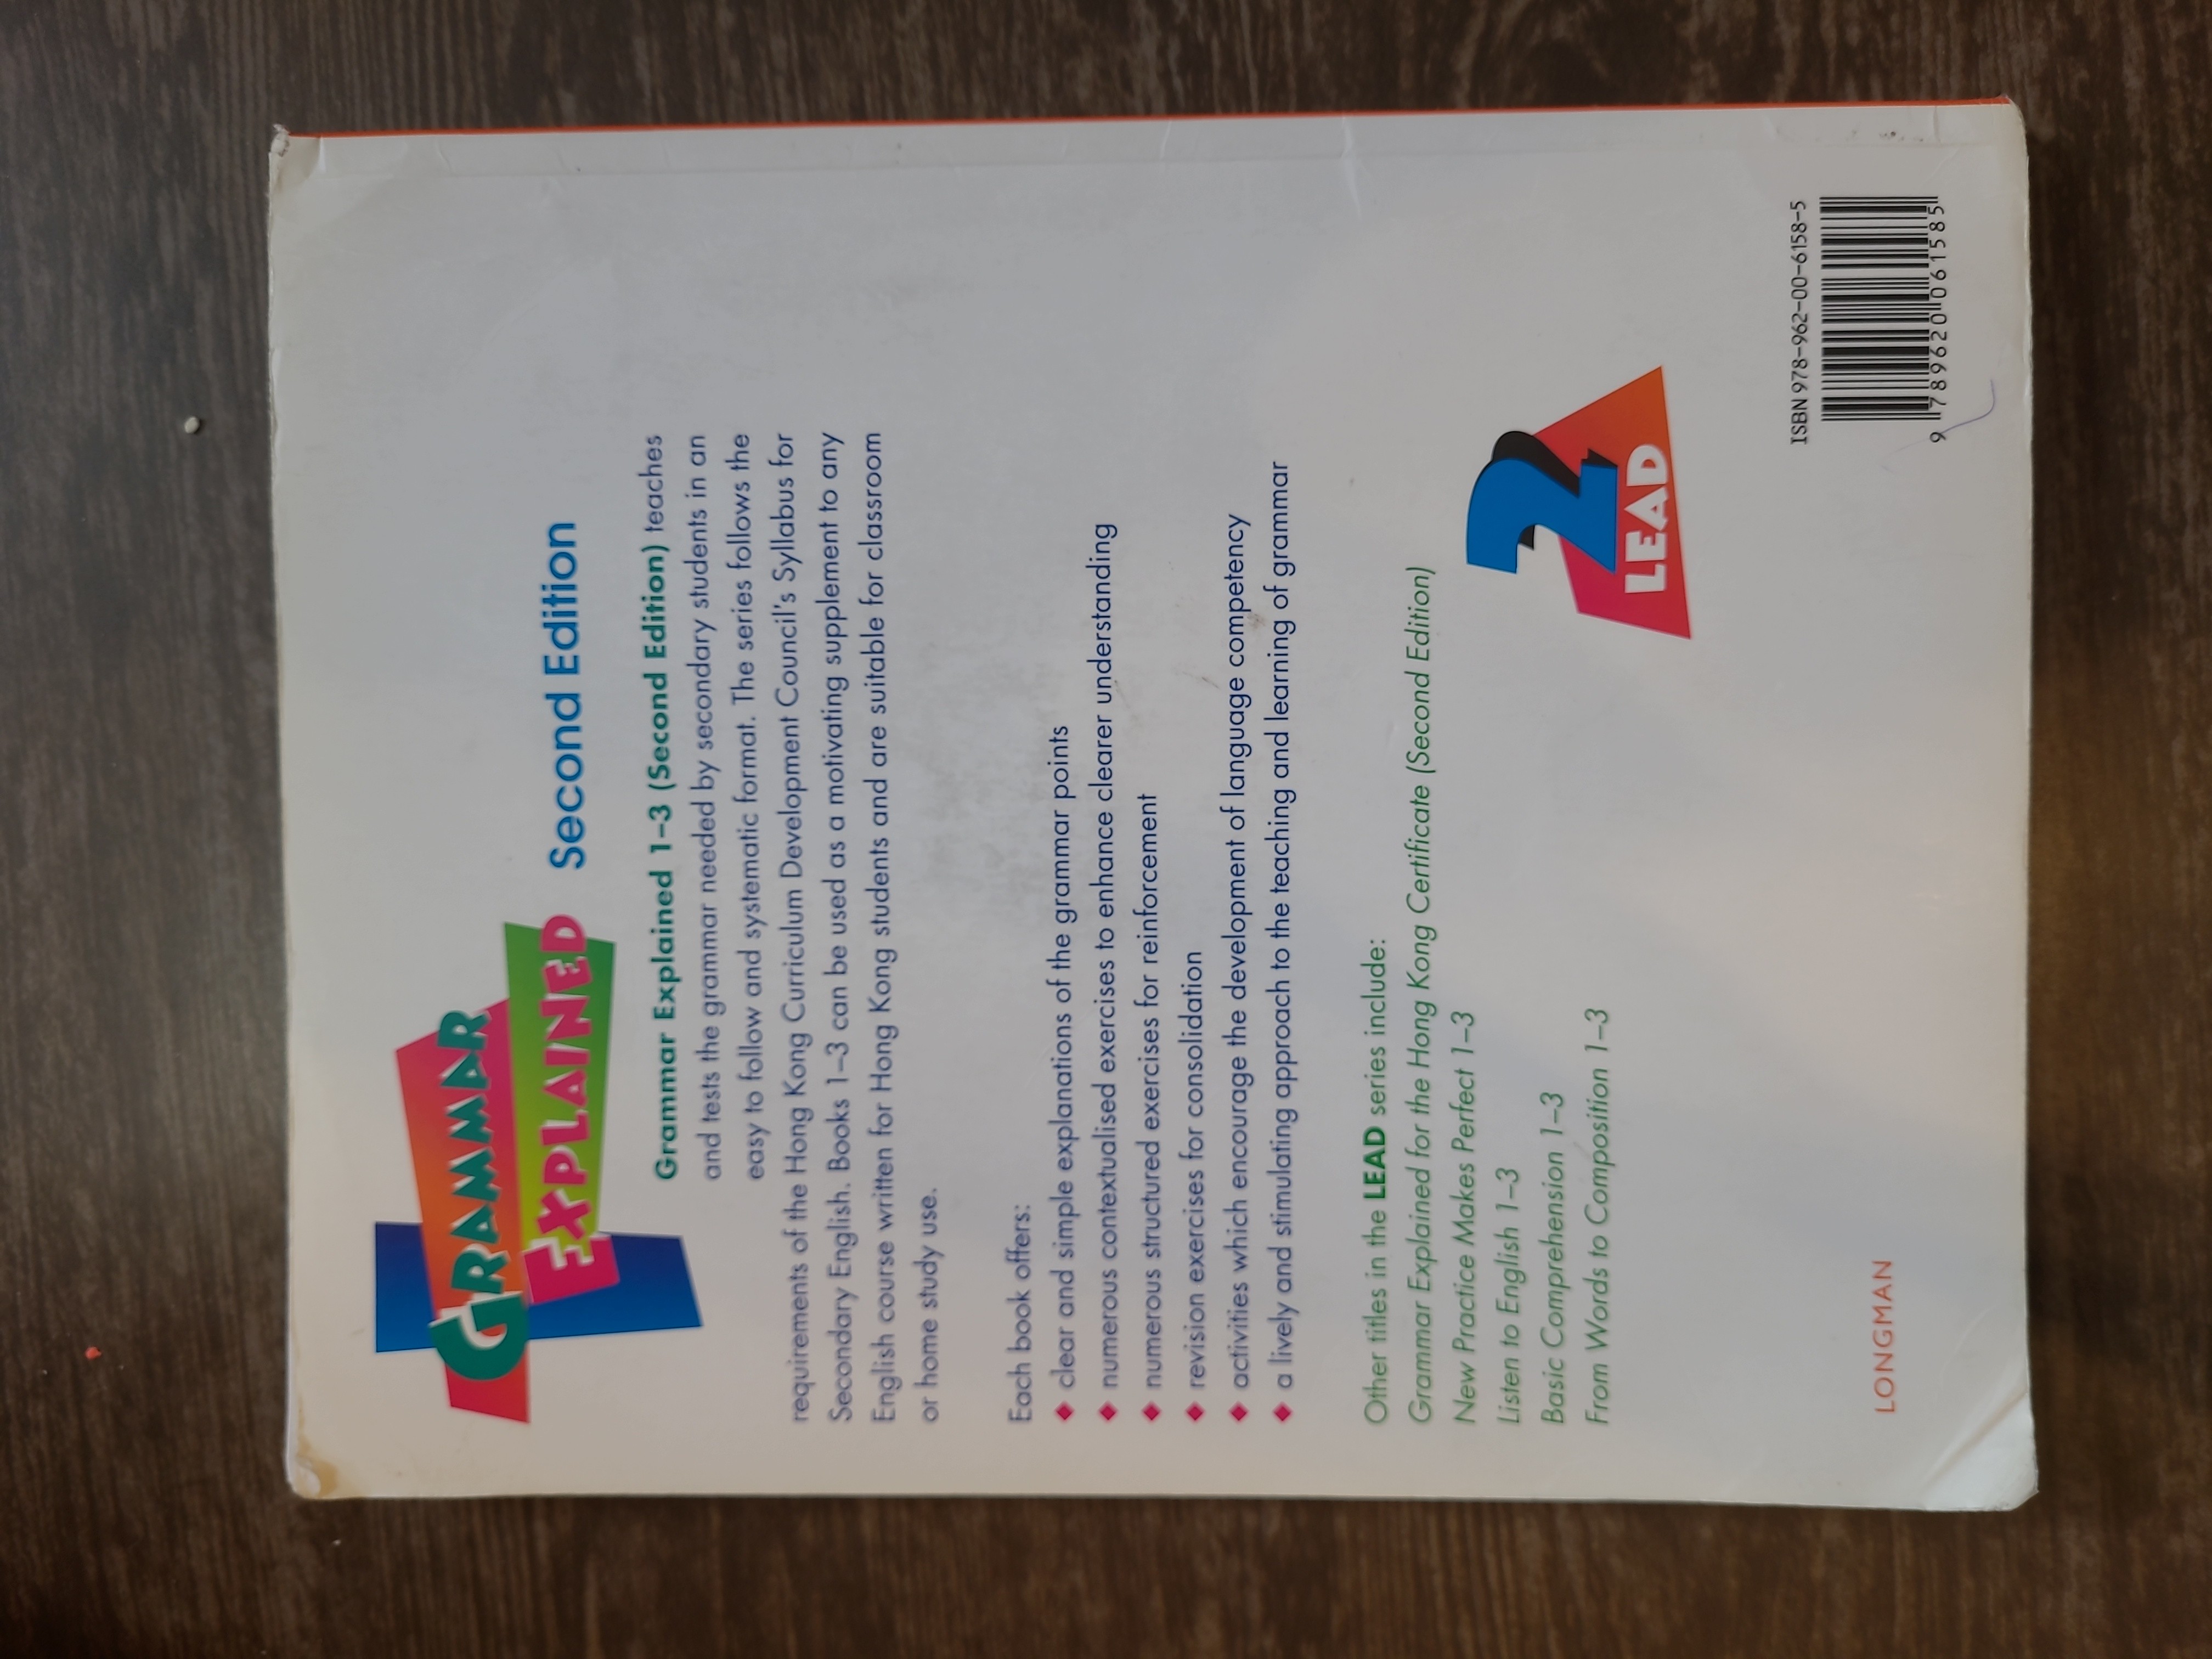 GRAMMAR
EXPLAINED
Second Edition
Grammar Explained 1–3 (Second Edition) teaches
and tests the grammar needed by secondary students in an
easy to follow and systematic format. The series follows the
requirements of the Hong Kong Curriculum Development Council's Syllabus for
Secondary English. Books 1–3 can be used as a motivating supplement to any
English course written for Hong Kong students and are suitable for classroom
or home study use.
Each book offers:
◆ clear and simple explanations of the grammar points
◆ numerous contextualised exercises to enhance clearer understanding
◆ numerous structured exercises for reinforcement
◆ revision exercises for consolidation
◆ activities which encourage the development of language competency
◆ a lively and stimulating approach to the teaching and learning of grammar
Other titles in the LEAD series include:
Grammar Explained for the Hong Kong Certificate (Second Edition)
New Practice Makes Perfect 1–3
Listen to English 1–3
Basic Comprehension 1–3
From Words to Composition 1–3
2
LEAD
LONGMAN
ISBN 978-962-00-6158-5
9 789620 061585